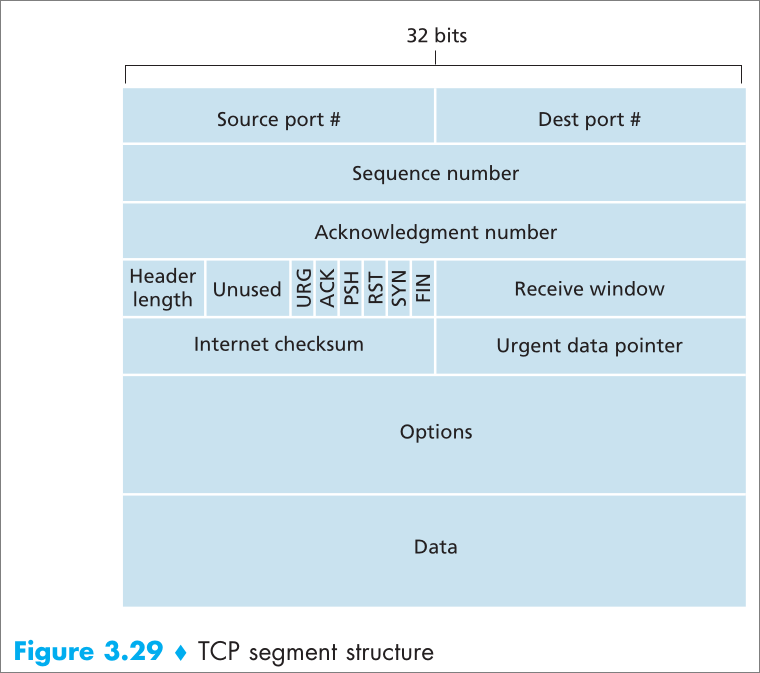 32 bits
Source port #
Dest port #
Sequence number
Acknowledgment number
Header
length
Unused
URG
ACK
PSH
RST
SYN
FIN
Receive window
Internet checksum
Urgent data pointer
Options
Data
Figure 3.29 ♦ TCP segment structure